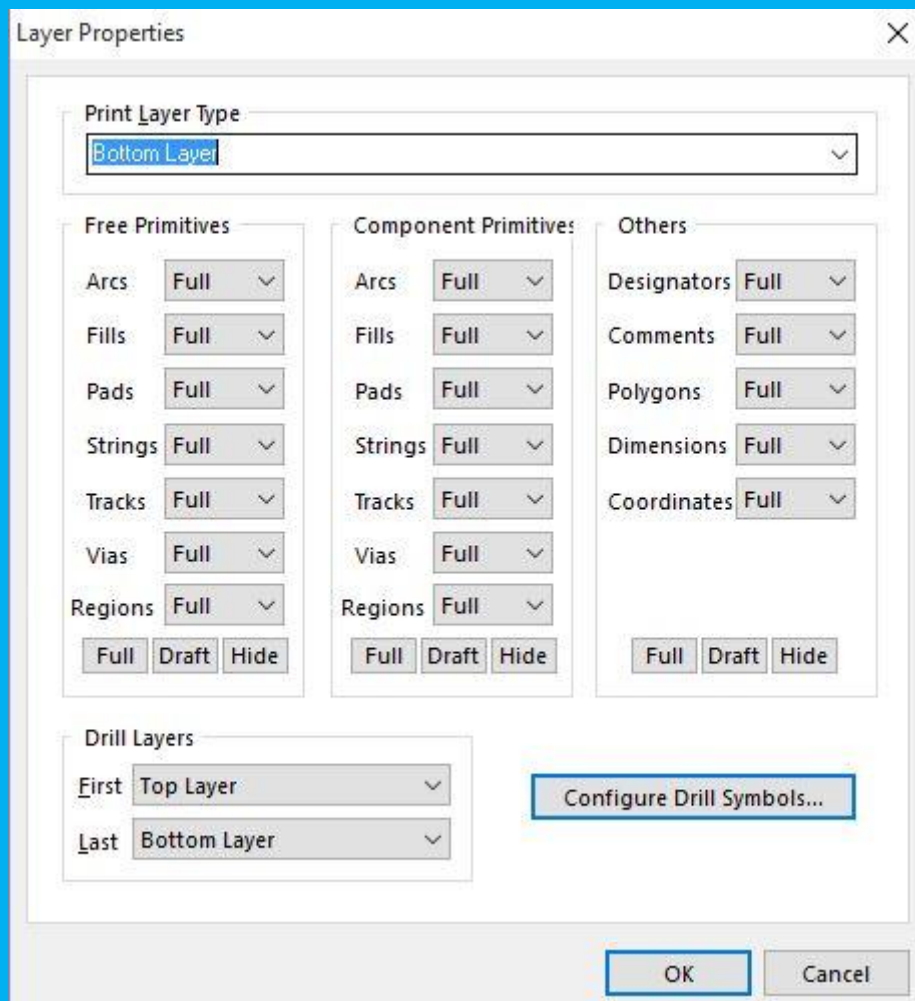 Layer Properties
Print Layer Type
Bottom Layer
Free Primitives
Arcs Full
Fills Full
Pads Full
Strings Full
Tracks Full
Vias Full
Regions Full
Full Draft Hide
Component Primitives
Arcs Full
Fills Full
Pads Full
Strings Full
Tracks Full
Vias Full
Regions Full
Full Draft Hide
Others
Designators Full
Comments Full
Polygons Full
Dimensions Full
Coordinates Full
Full Draft Hide
Drill Layers
First Top Layer
Last Bottom Layer
Configure Drill Symbols...
OK Cancel